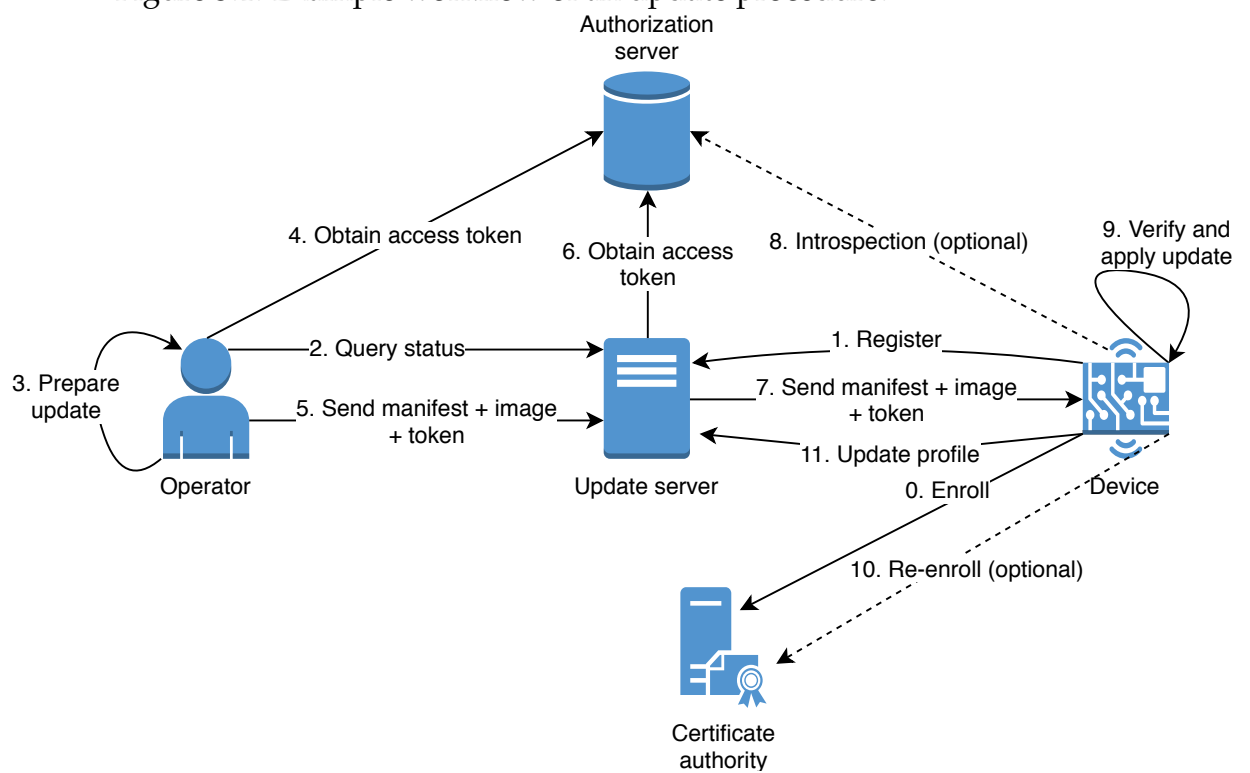 Authorization
server
4. Obtain access token
6. Obtain access
token
8. Introspection (optional)
9. Verify and
apply update
3. Prepare
update
2. Query status
1. Register
5. Send manifest + image
+ token
7. Send manifest + image
+ token
11. Update profile
Operator
Update server
0. Enroll
Device
10. Re-enroll (optional)
Certificate
authority